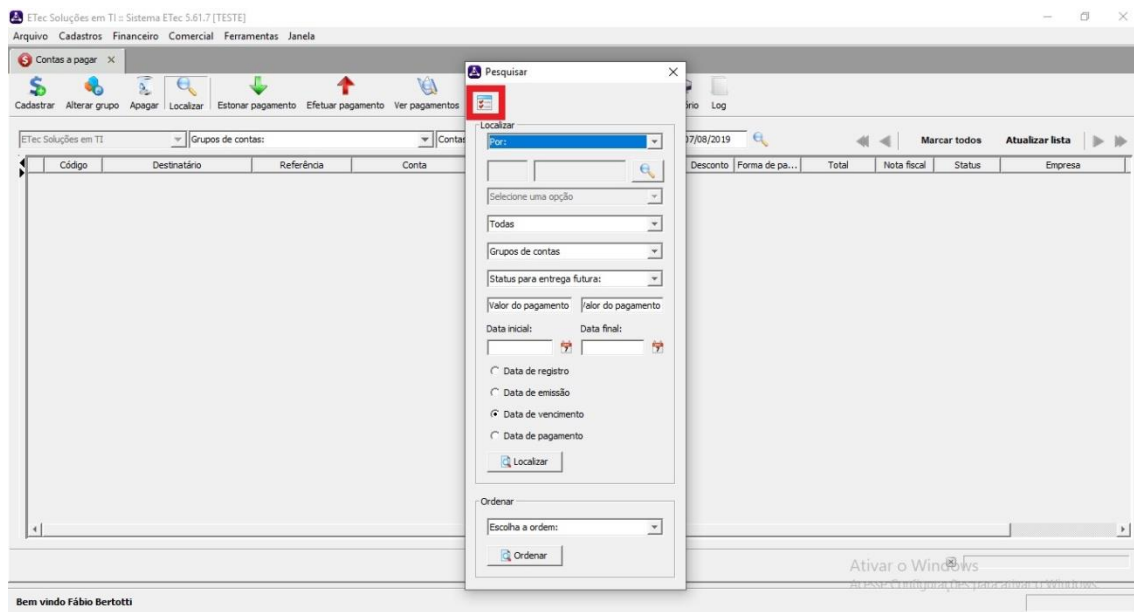 ETec Soluções em TI :: Sistema ETec 5.61.7 [TESTE]
Arquivo Cadastros Financeiro Comercial Ferramentas Janela
Contas a pagar
Cadastrar Alterar grupo Apagar Localizar Estonar pagamento Efetuar pagamento Ver pagamentos
Log
ETec Soluções em TI Grupos de contas:
07/08/2019 Marcar todos Atualizar lista
Código Destinatário Referência Conta
Desconto Forma de pa... Total Nota fiscal Status Empresa
Pesquisar
Localizar
Por:
Selecione uma opção
Todas
Grupos de contas
Status para entrega futura:
Valor do pagamento Valor do pagamento
Data inicial: Data final:
Data de registro
Data de emissão
Data de vencimento
Data de pagamento
Localizar
Ordenar
Escolha a ordem:
Ordenar
Ativar o Windows
Acesse Configurações para ativar o Windows.
Bem vindo Fábio Bertotti